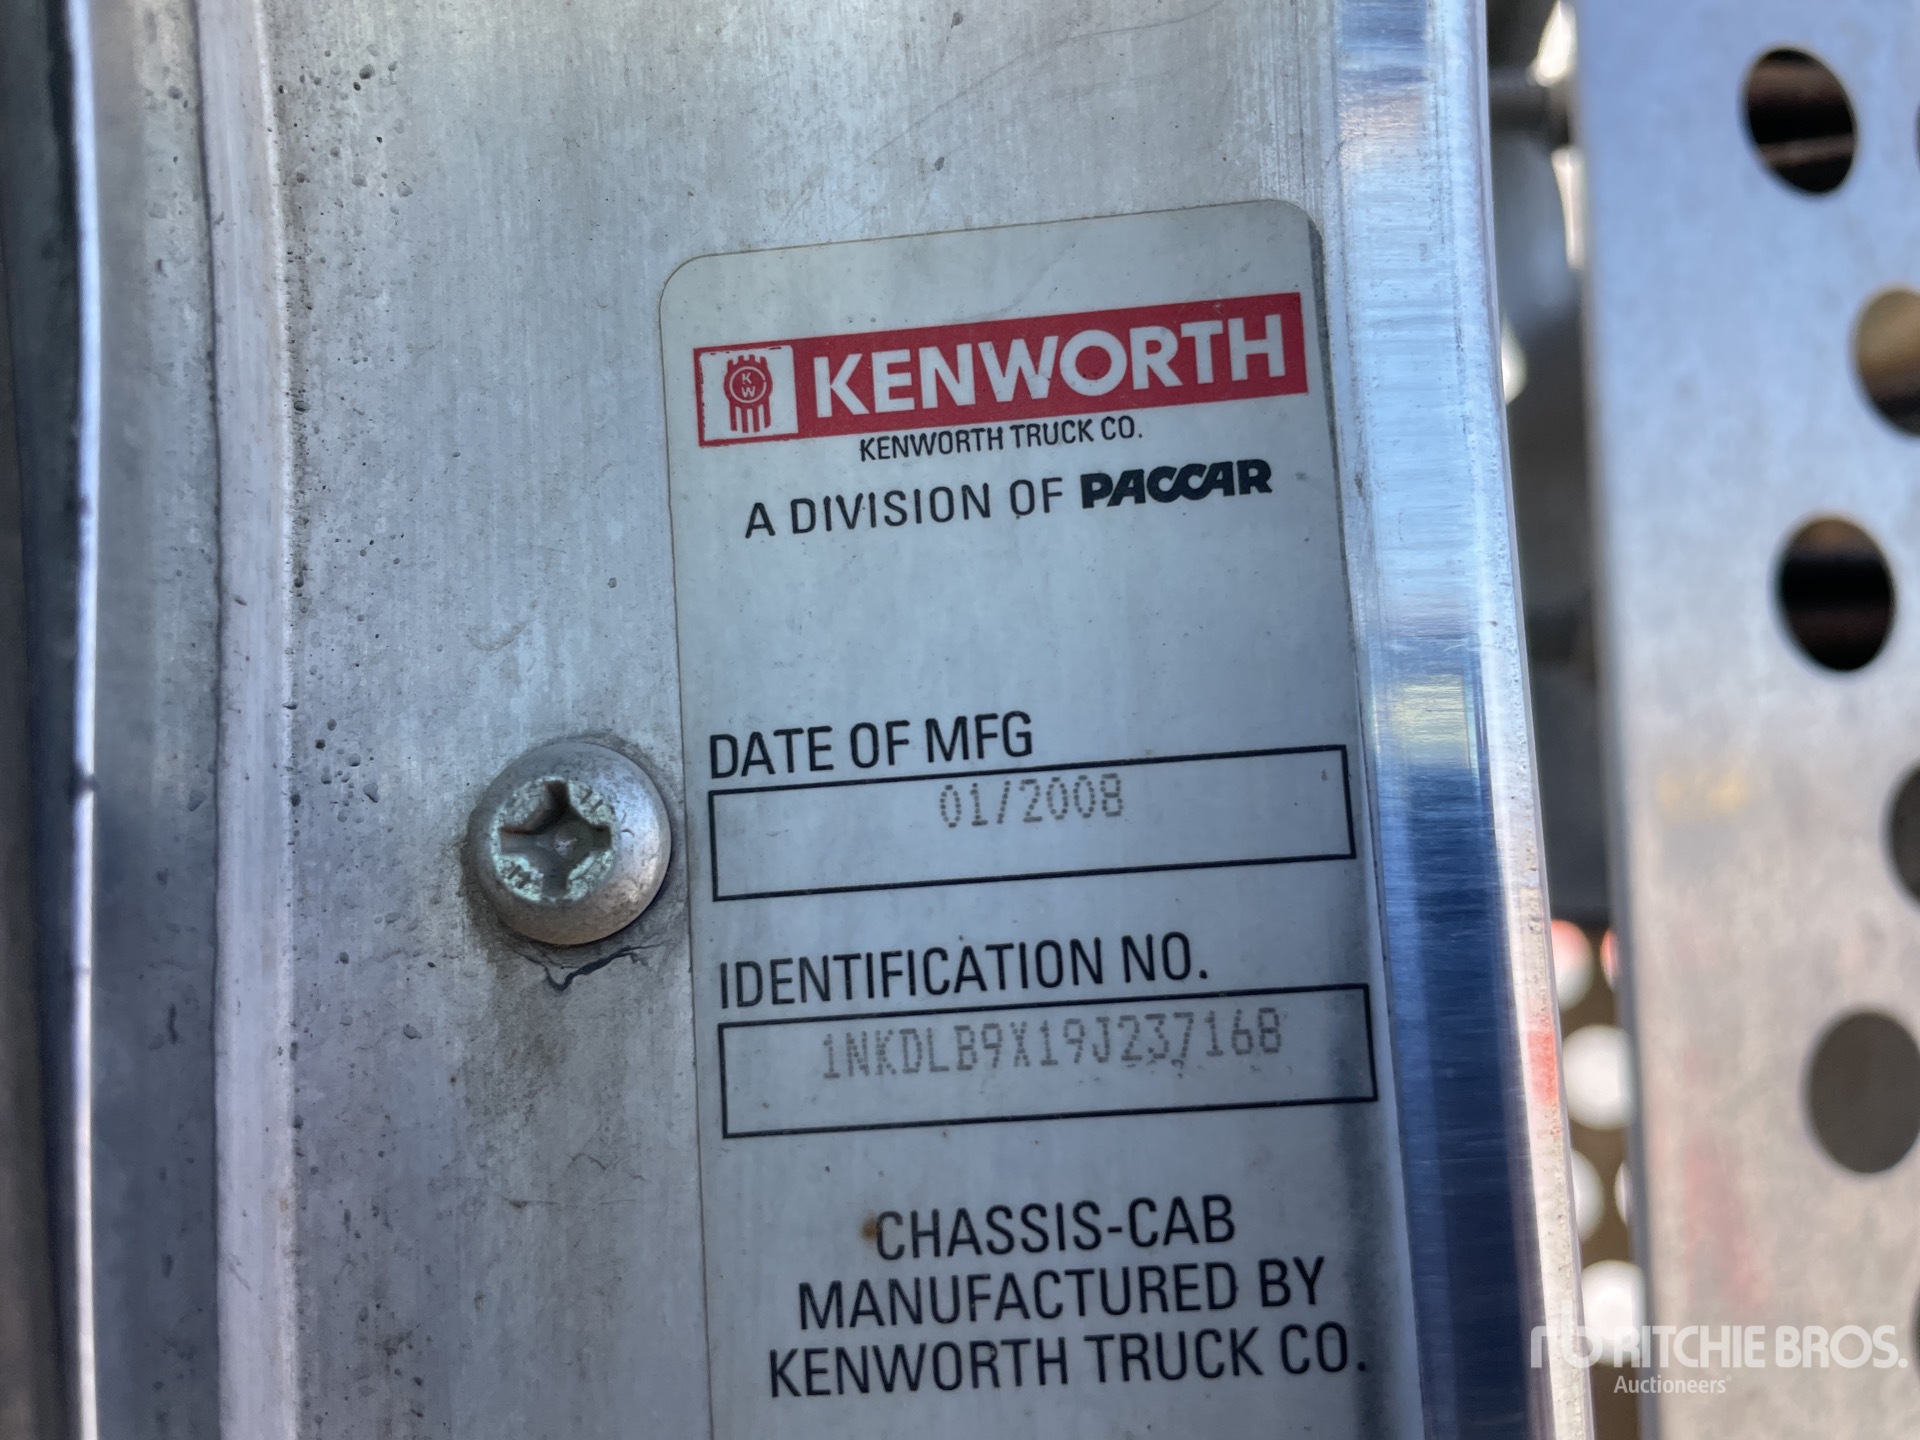 KW KENWORTH
KENWORTH TRUCK CO.
A DIVISION OF PACCAR
DATE OF MFG
01/2008
IDENTIFICATION NO.
1NKDLB9X19J237168
CHASSIS-CAB
MANUFACTURED BY
KENWORTH TRUCK CO.
RITCHIE BROS.
Auctioneers